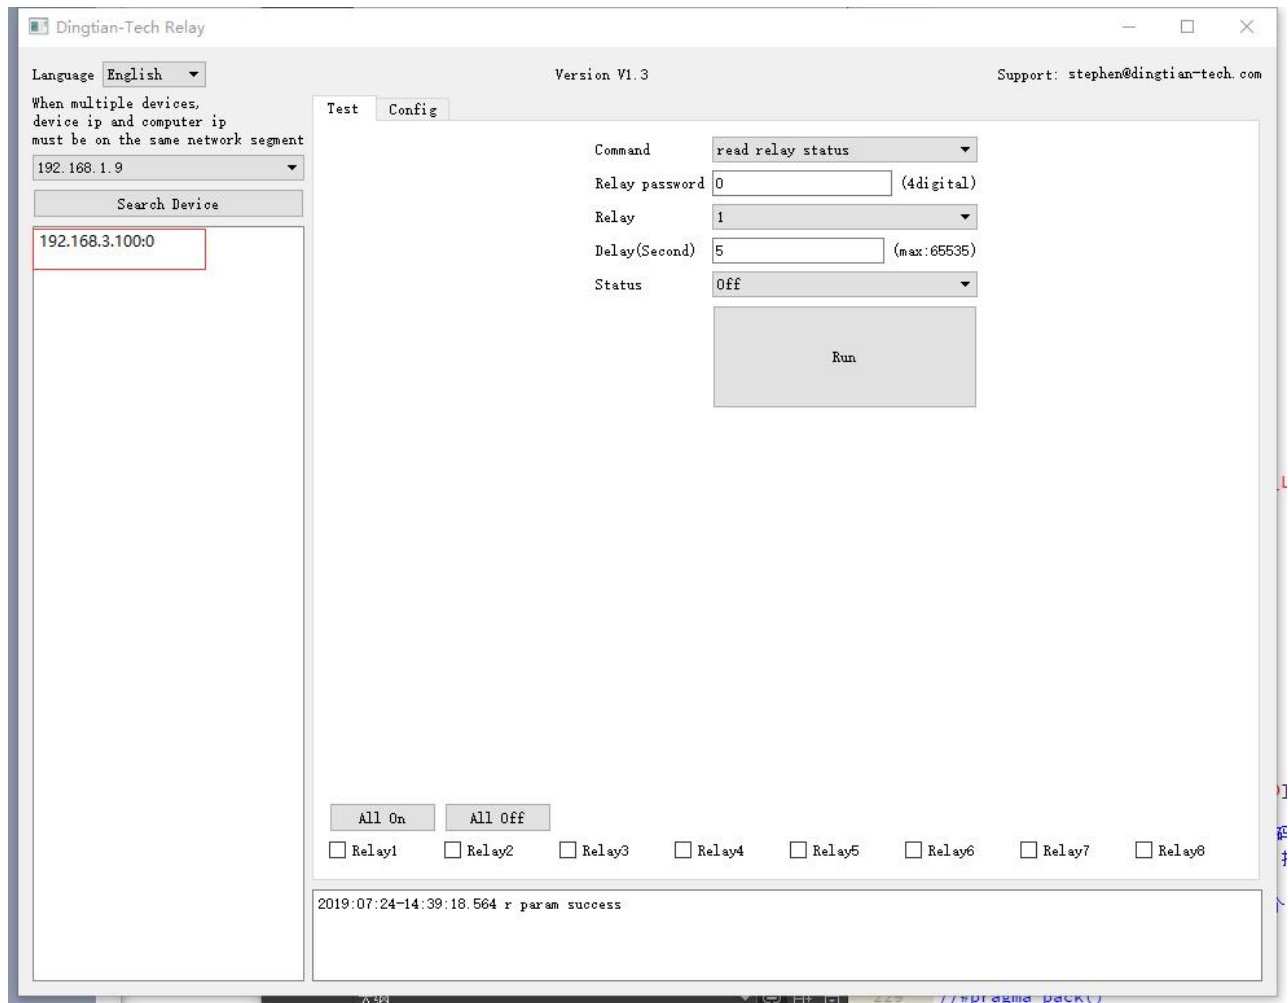 Dingtian-Tech Relay
Language English
Version V1.3
Support: stephen@dingtian-tech.com
When multiple devices,
device ip and computer ip
must be on the same network segment
192.168.1.9
Search Device
192.168.3.100:0
Test Config
Command read relay status
Relay password 0 (4digital)
Relay 1
Delay(Second) 5 (max:65535)
Status Off
Run
All On All Off
Relay1 Relay2 Relay3 Relay4 Relay5 Relay6 Relay7 Relay8
2019:07:24-14:39:18.564 r param success
229 //#pragma pack()